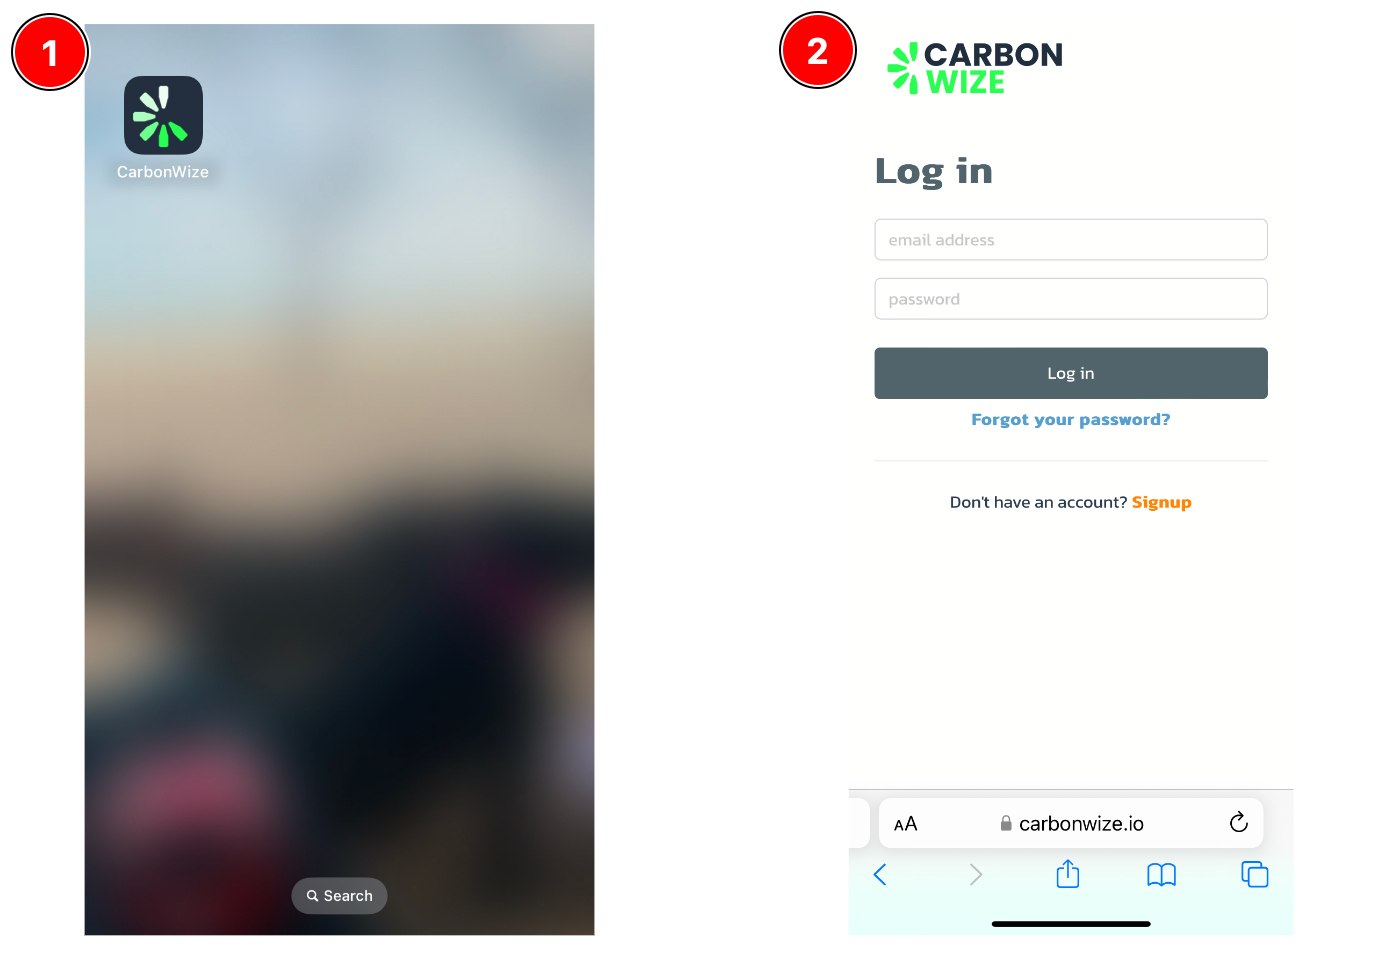 1
CarbonWize
Search
2
CARBON
WIZE
Log in
email address
password
Log in
Forgot your password?
Don't have an account? Signup
AA carbonwize.io